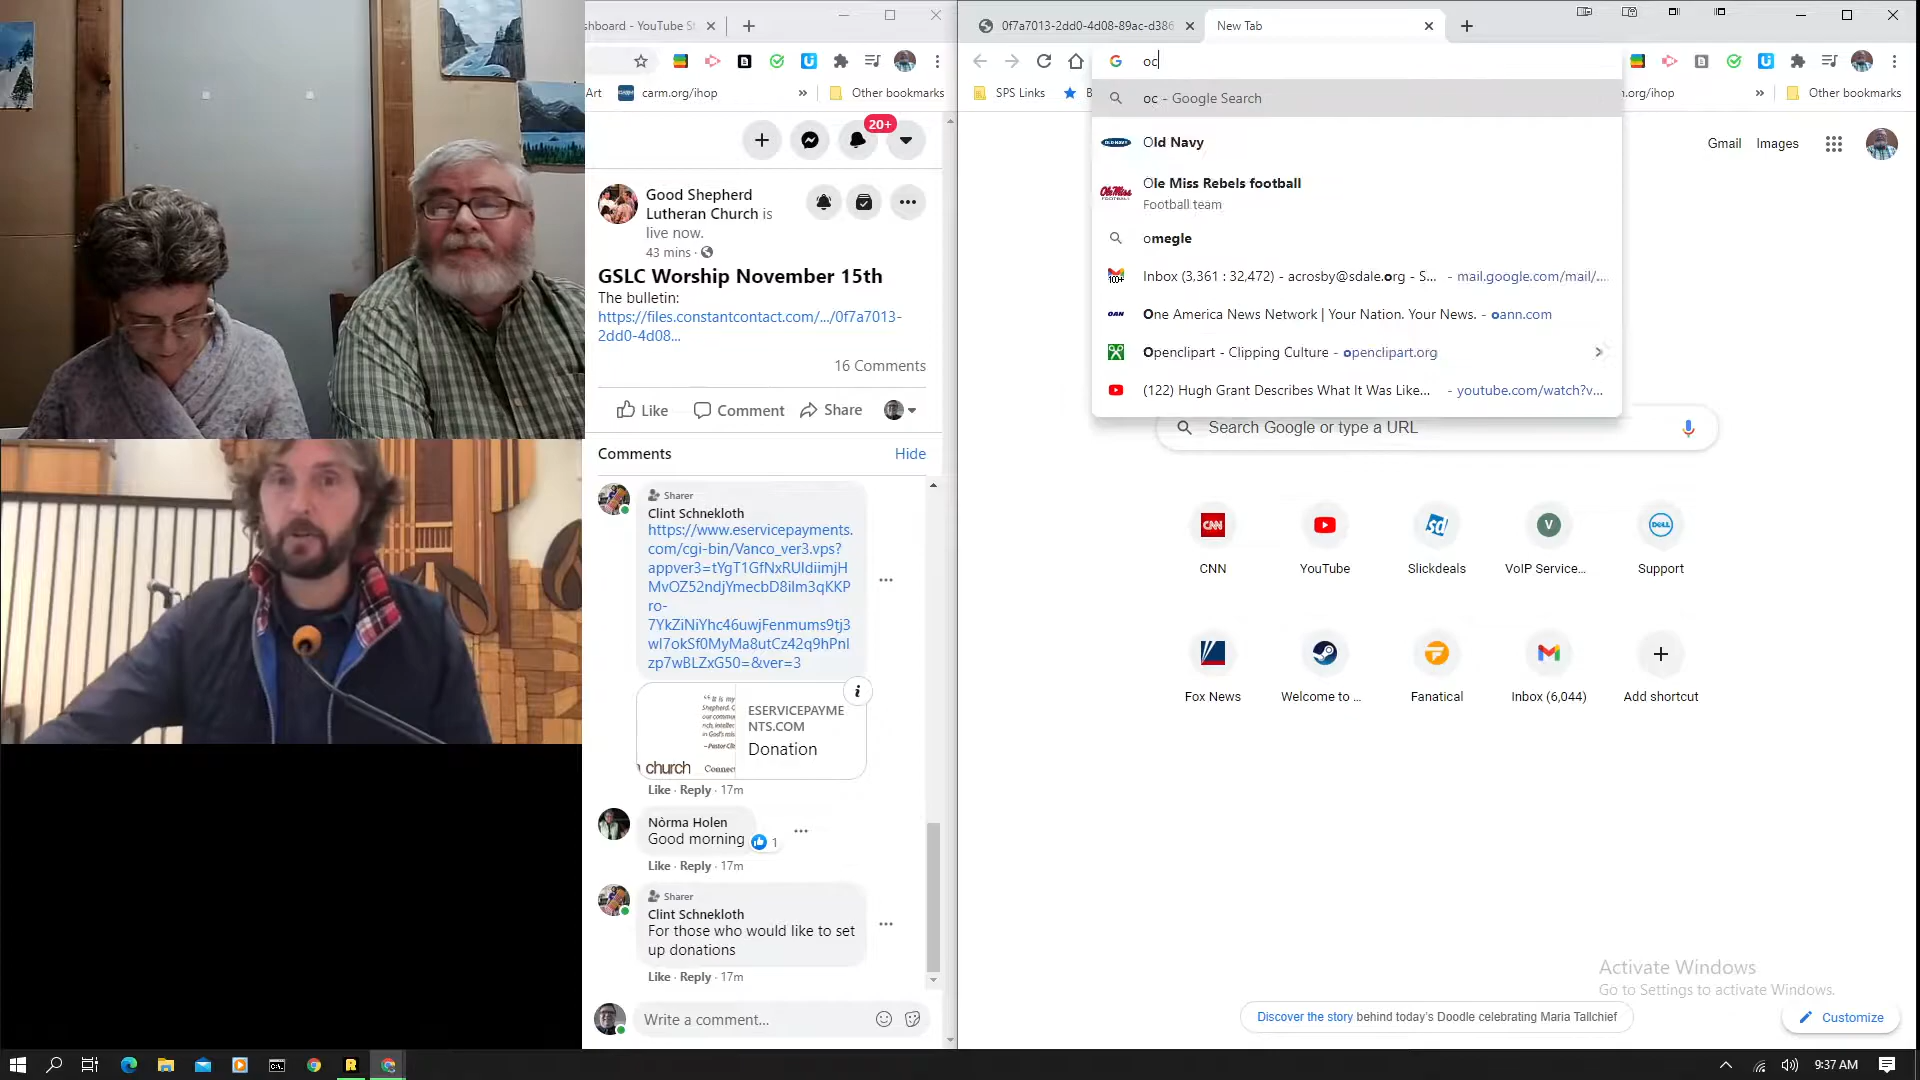 shboard - YouTube S
0f7a7013-2dd0-4d08-89ac-d386
New Tab
oc
Art
carm.org/ihop
»
Other bookmarks
SPS Links
B
m.org/ihop
»
Other bookmarks
oc - Google Search
Old Navy
Ole Miss Rebels football
Football team
omegle
Inbox (3,361 : 32,472) - acrosby@sdale.org - S... - mail.google.com/mail/...
One America News Network | Your Nation. Your News. - oann.com
Openclipart - Clipping Culture - openclipart.org
(122) Hugh Grant Describes What It Was Like... - youtube.com/watch?v...
Gmail
Images
20+
Good Shepherd
Lutheran Church is
live now.
43 mins ·
GSLC Worship November 15th
The bulletin:
https://files.constantcontact.com/.../0f7a7013-
2dd0-4d08...
16 Comments
Like
Comment
Share
Comments
Hide
Sharer
Clint Schnekloth
https://www.eservicepayments.
com/cgi-bin/Vanco_ver3.vps?
appver3=tYgT1GfNxRUIdiimjH
MvOZ52ndjYmecbD8ilm3qKKP
ro-
7YkZiNiYhc46uwjFenmums9tj3
wl7okSf0MyMa8utCz42q9hPnI
zp7wBLZxG50=&ver=3
ESERVICEPAYME
NTS.COM
Donation
church
Like · Reply · 17m
Nòrma Holen
Good morning
1
Like · Reply · 17m
Sharer
Clint Schnekloth
For those who would like to set
up donations
Like · Reply · 17m
Write a comment...
Search Google or type a URL
CNN
YouTube
Slickdeals
VoIP Service...
Support
Fox News
Welcome to ...
Fanatical
Inbox (6,044)
Add shortcut
Activate Windows
Go to Settings to activate Windows.
Discover the story behind today's Doodle celebrating Maria Tallchief
Customize
9:37 AM